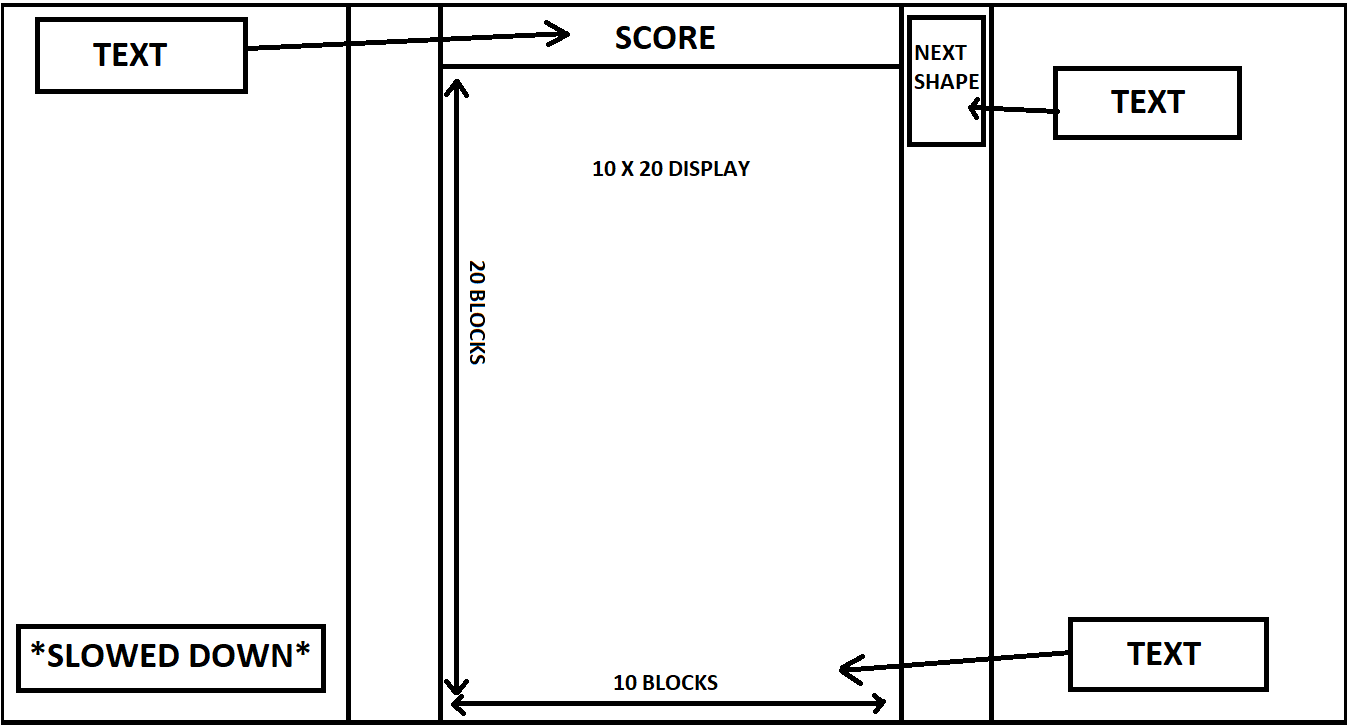 TEXT
SCORE
NEXT
SHAPE
TEXT
10 X 20 DISPLAY
20 BLOCKS
*SLOWED DOWN*
10 BLOCKS
TEXT